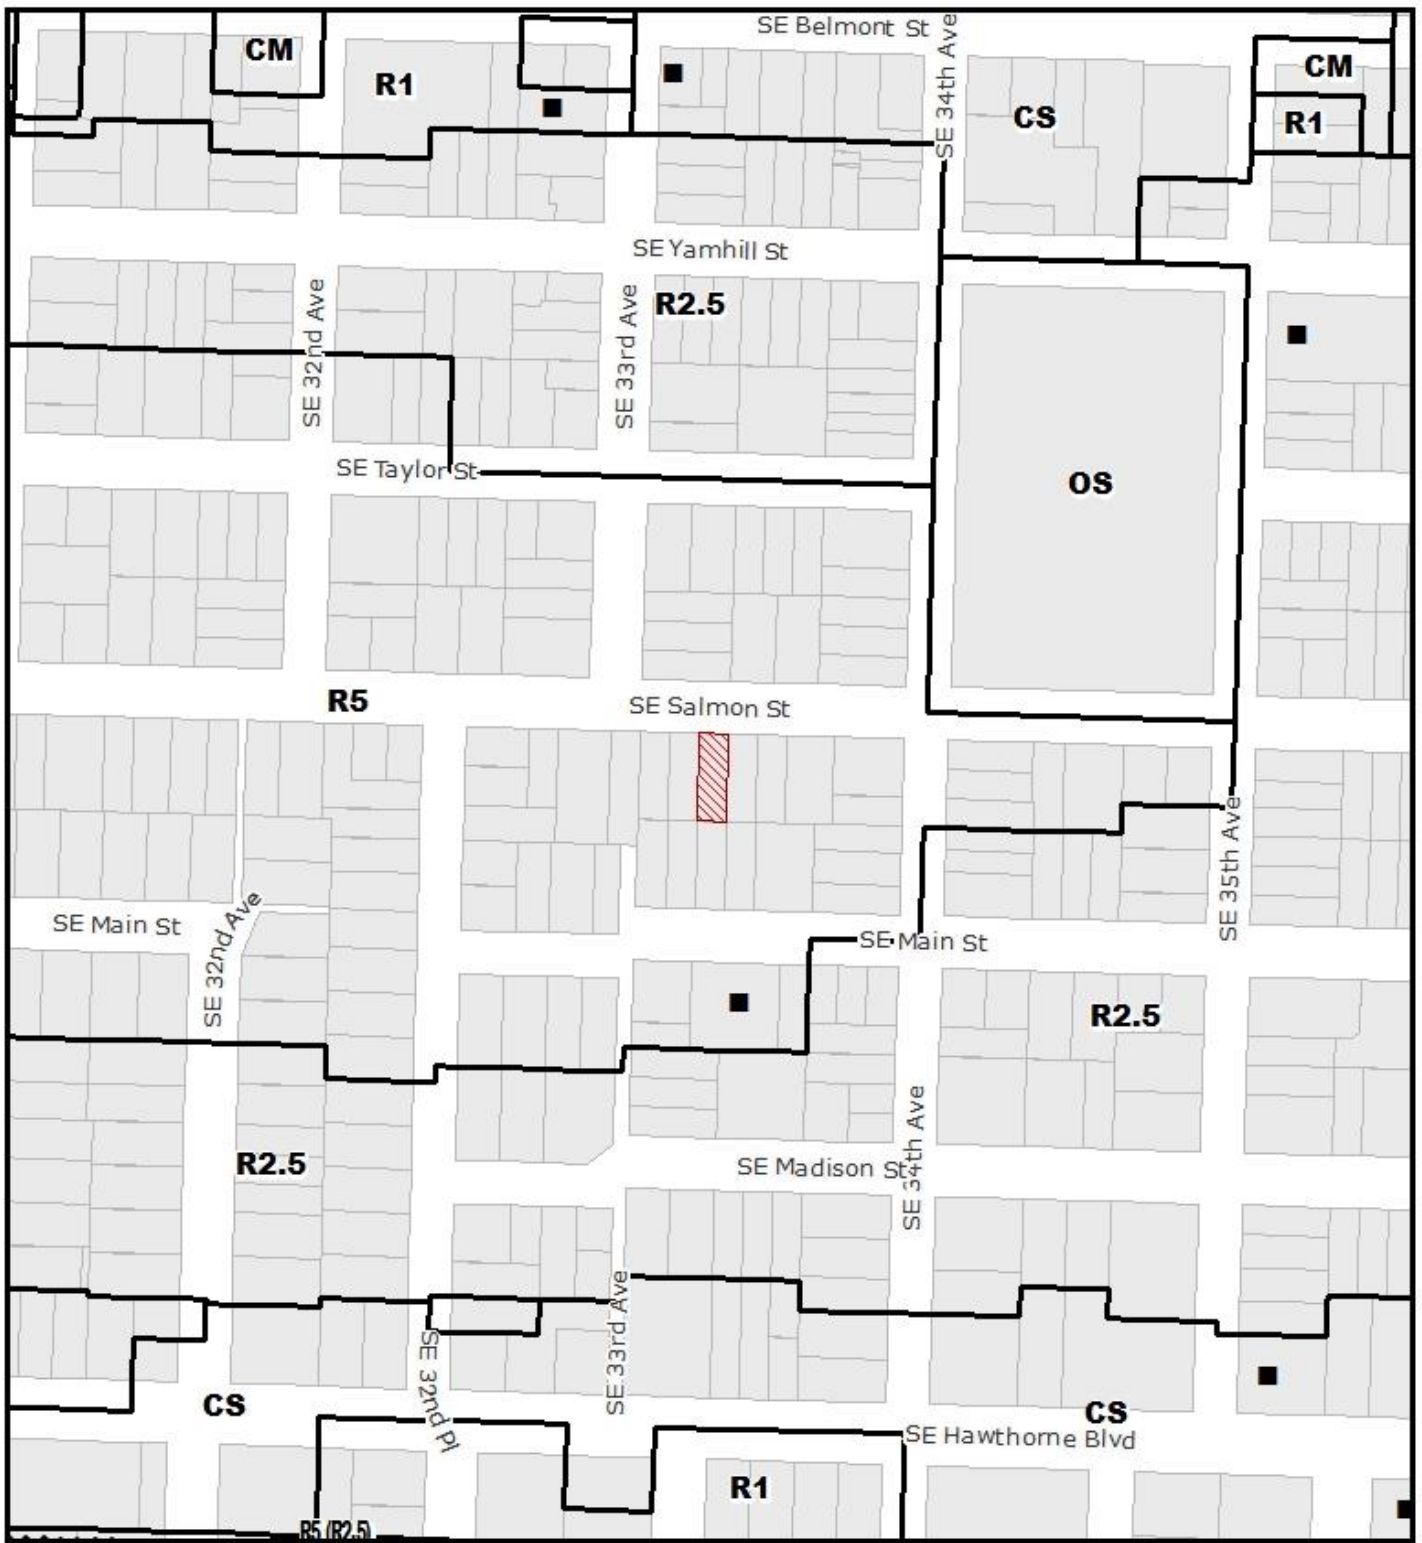 SE Belmont St
SE 34th Ave
CM
R1
CS
CM
R1
SE Yamhill St
SE 32nd Ave
SE 33rd Ave
R2.5
SE Taylor St
OS
R5
SE Salmon St
SE 35th Ave
SE Main St
SE 32nd Ave
SE Main St
R2.5
SE 34th Ave
R2.5
SE Madison St
SE 33rd Ave
SE 32nd Pl
CS
CS
SE Hawthorne Blvd
R1
R5 (R2.5)